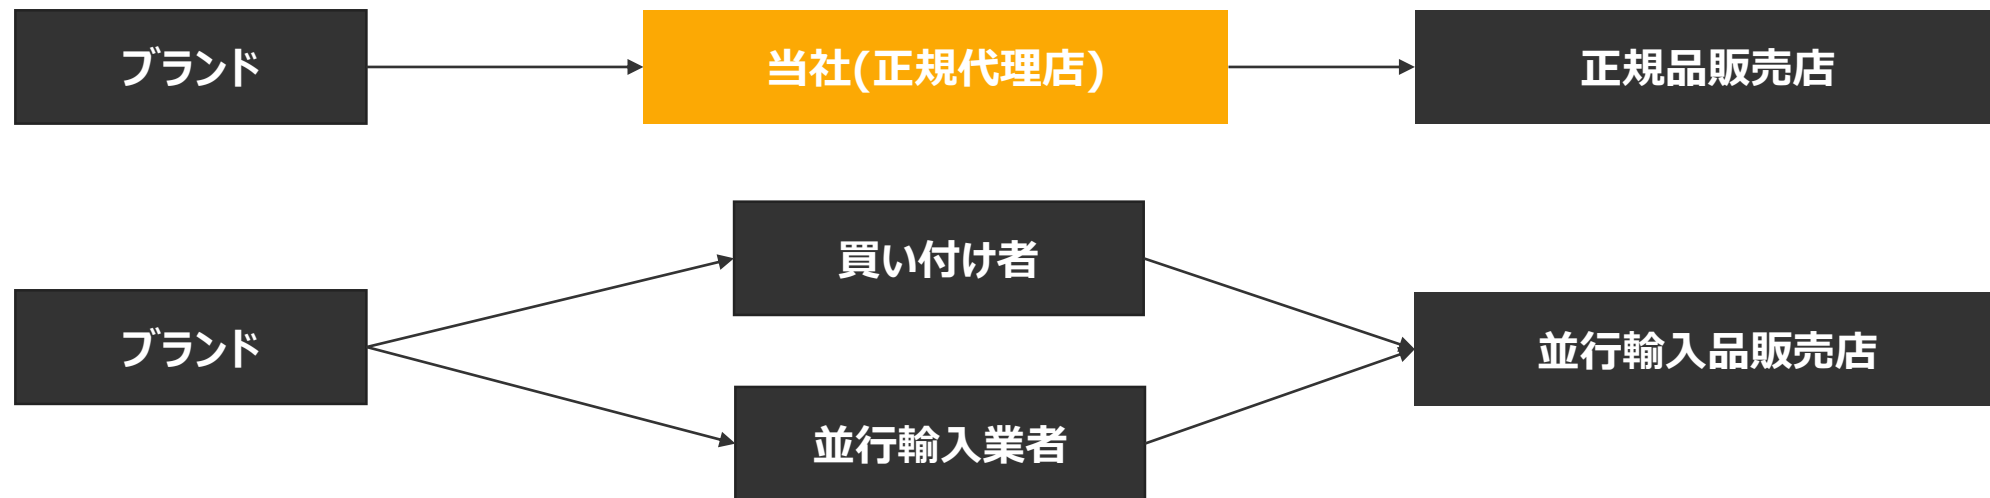 ブランド
当社(正規代理店)
正規品販売店
買い付け者
ブランド
並行輸入品販売店
並行輸入業者